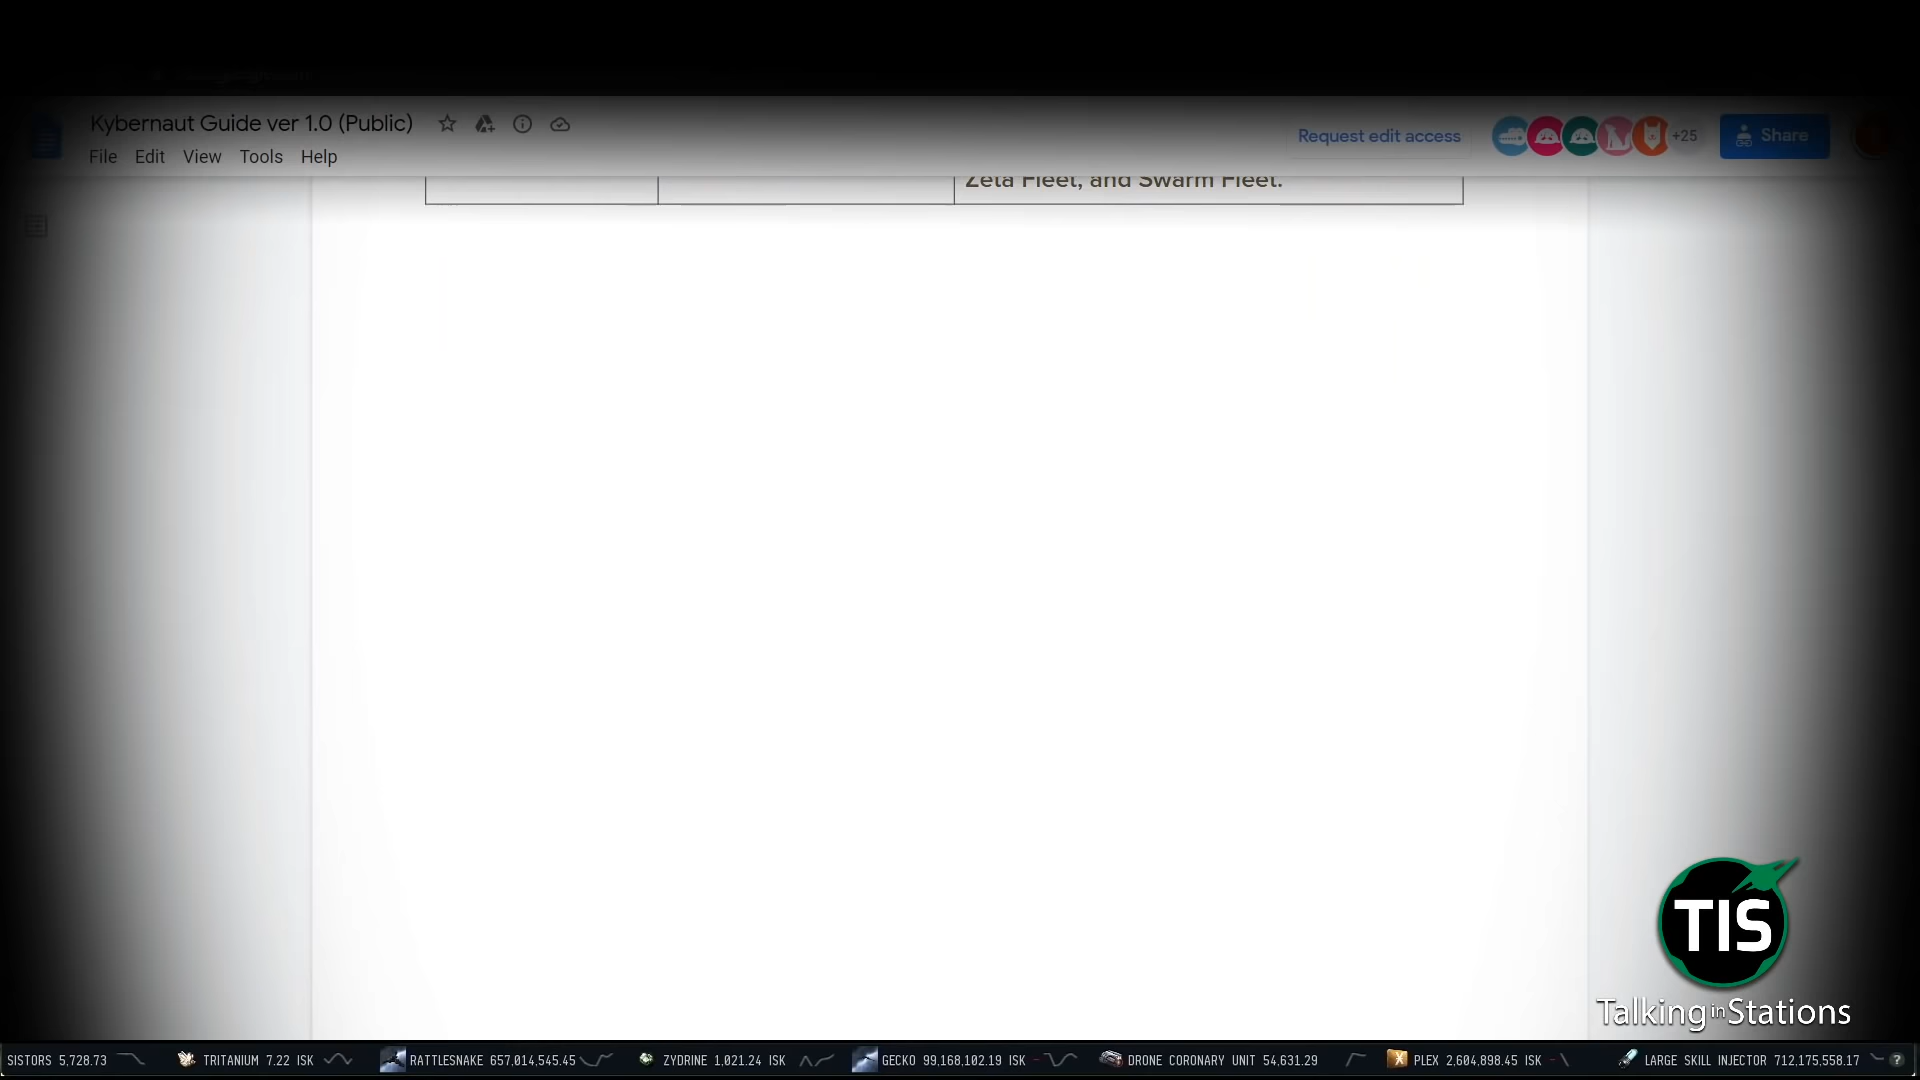 Kybernaut Guide ver 1.0 (Public)
File Edit View Tools Help
Request edit access
+25
Share
Zeta Fleet, and Swarm Fleet.
TIS
Talking in Stations
SISTORS 5,728.73 TRITANIUM 7.22 ISK RATTLESNAKE 657,014,545.45 ZYDRINE 1,021.24 ISK GECKO 99,168,102.19 ISK DRONE CORONARY UNIT 54,631.29 PLEX 2,604,898.45 ISK LARGE SKILL INJECTOR 712,175,558.17 ?